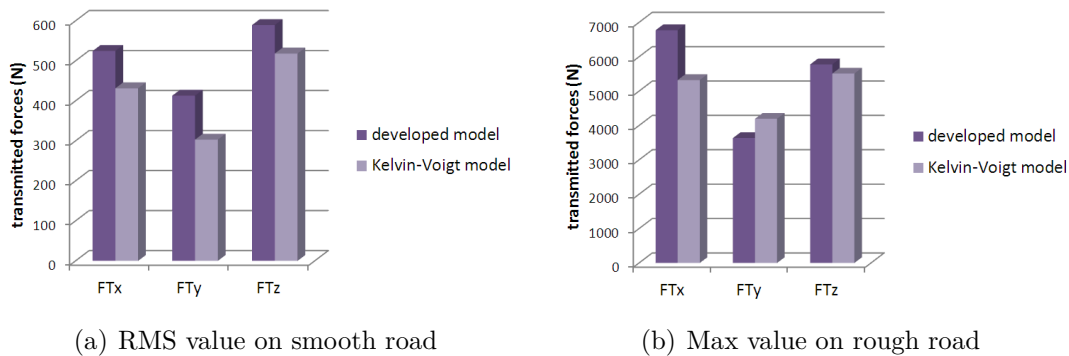 transmitted forces (N)
600
500
400
300
200
100
0
FTx FTy FTz
developed model
Kelvin-Voigt model
(a) RMS value on smooth road
transmitted forces (N)
7000
6000
5000
4000
3000
2000
1000
0
FTx FTy FTz
developed model
Kelvin-Voigt model
(b) Max value on rough road